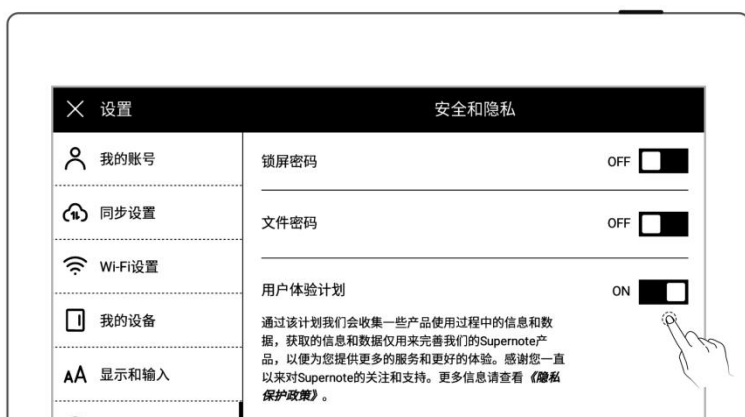 设置
安全和隐私
我的账号
同步设置
Wi-Fi设置
我的设备
AA 显示和输入
锁屏密码 OFF
文件密码 OFF
用户体验计划 ON
通过该计划我们会收集一些产品使用过程中的信息和数
据，获取的信息和数据仅用来完善我们的Supernote产
品，以便为您提供更多的服务和更好的体验。感谢您一直
以来对Supernote的关注和支持。更多信息请查看《隐私
保护政策》。